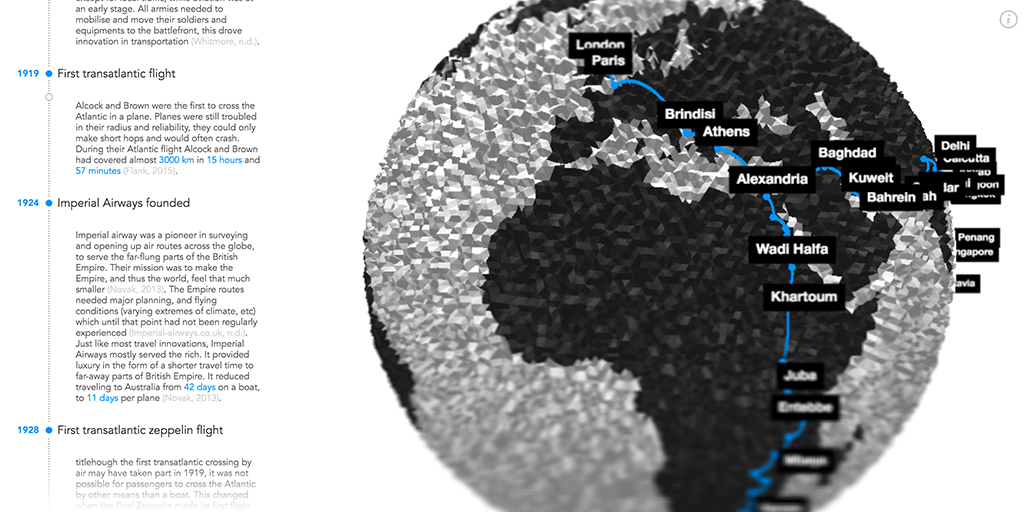 an early stage. All armies needed to
mobilise and move their soldiers and
equipments to the battlefront, this drove
innovation in transportation (Whitmore, n.d.).
1919 First transatlantic flight
Alcock and Brown were the first to cross the
Atlantic in a plane. Planes were still troubled
in their radius and reliability, they could only
make short hops and would often crash.
During their Atlantic flight Alcock and Brown
had covered almost 3000 km in 15 hours and
57 minutes (Flank, 2015).
1924 Imperial Airways founded
Imperial airway was a pioneer in surveying
and opening up air routes across the globe,
to serve the far-flung parts of the British
Empire. Their mission was to make the
Empire, and thus the world, feel that much
smaller (Novak, 2013). The Empire routes
needed major planning, and flying
conditions (varying extremes of climate, etc)
which until that point had not been regularly
experienced (Imperial-airways.co.uk, n.d.).
Just like most travel innovations, Imperial
Airways mostly served the rich. It provided
luxury in the form of a shorter travel time to
far-away parts of British Empire. It reduced
traveling to Australia from 42 days on a boat,
to 11 days per plane (Novak, 2013).
1928 First transatlantic zeppelin flight
titlehough the first transatlantic crossing by
air may have taken part in 1919, it was not
possible for passengers to cross the Atlantic
by other means than a boat. This changed
when the Graf Zeppelin made its first flight
London
Paris
Brindisi
Athens
Alexandria
Baghdad
Kuweit
Bahrein
Delhi
Calcutta
Penang
Wadi Halfa
Khartoum
Juba
Entebbe
i